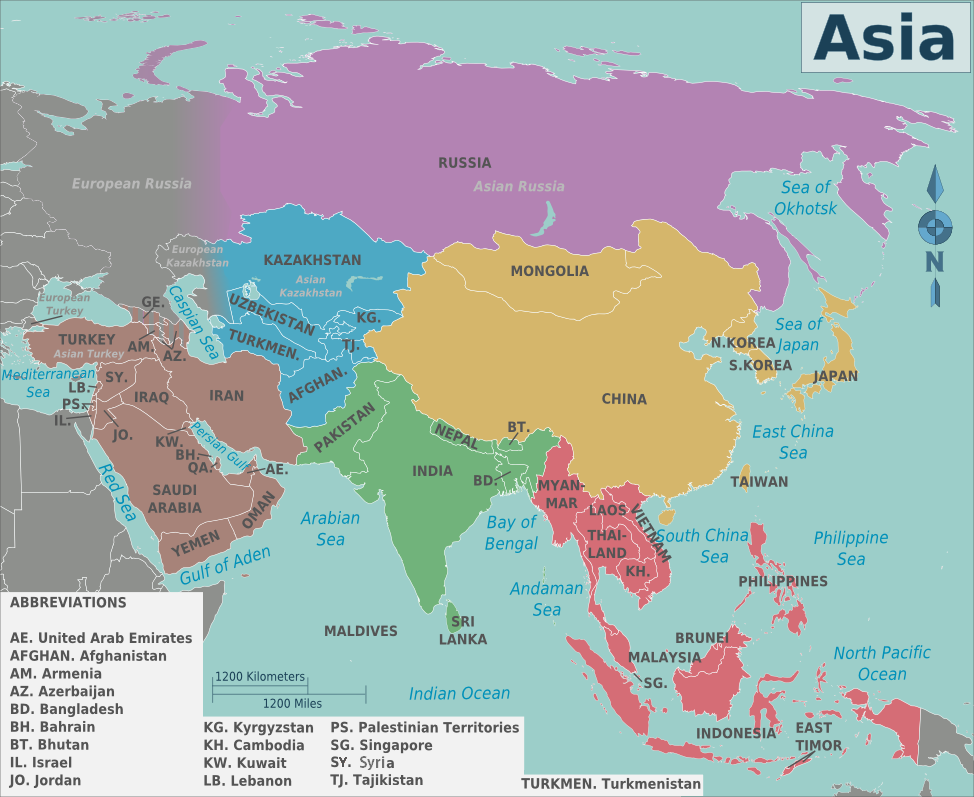 Asia
RUSSIA
European Russia
Asian Russia
Sea of
Okhotsk
N
European
Kazakhstan
KAZAKHSTAN
Asian
Kazakhstan
MONGOLIA
European
Turkey
GE.
Caspian Sea
UZBEKISTAN
KG.
TURKMEN.
TJ.
TURKEY
Asian Turkey
AM.
AZ.
Sea of
Japan
N.KOREA
S.KOREA
JAPAN
Mediterranean
Sea
SY.
LB.
PS.
IL.
IRAQ
IRAN
AFGHAN.
JO.
KW.
BH.
QA.
Persian Gulf
AE.
PAKISTAN
NEPAL
BT.
CHINA
East China
Sea
INDIA
BD.
TAIWAN
Red Sea
SAUDI
ARABIA
OMAN
YEMEN
Gulf of Aden
Arabian
Sea
Bay of
Bengal
MYAN-
MAR
LAOS
VIETNAM
THAI-
LAND
KH.
South China
Sea
Philippine
Sea
Andaman
Sea
PHILIPPINES
MALDIVES
SRI
LANKA
BRUNEI
MALAYSIA
SG.
North Pacific
Ocean
Indian Ocean
INDONESIA
EAST
TIMOR
1200 Kilometers
1200 Miles
ABBREVIATIONS
AE. United Arab Emirates
AFGHAN. Afghanistan
AM. Armenia
AZ. Azerbaijan
BD. Bangladesh
BH. Bahrain
BT. Bhutan
IL. Israel
JO. Jordan
KG. Kyrgyzstan
KH. Cambodia
KW. Kuwait
LB. Lebanon
PS. Palestinian Territories
SG. Singapore
SY. Syria
TJ. Tajikistan
TURKMEN. Turkmenistan